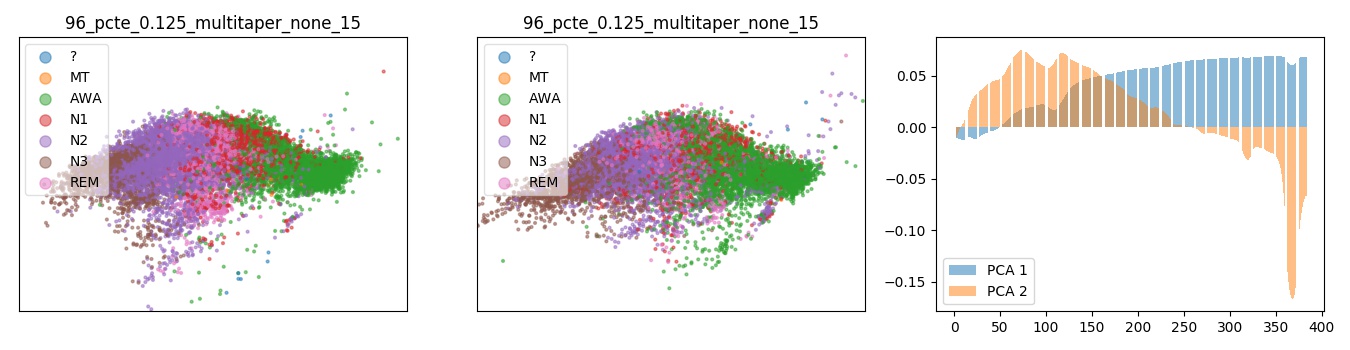 96_pcte_0.125_multitaper_none_15
?
MT
AWA
N1
N2
N3
REM
96_pcte_0.125_multitaper_none_15
?
MT
AWA
N1
N2
N3
REM
0.05
0.00
−0.05
−0.10
−0.15
PCA 1
PCA 2
0 50 100 150 200 250 300 350 400